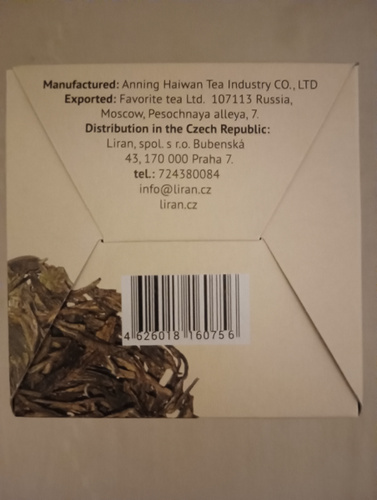 Manufactured: Anning Haiwan Tea Industry CO., LTD
Exported: Favorite tea Ltd. 107113 Russia,
Moscow, Pesochnaya alleya, 7.
Distribution in the Czech Republic:
Liran, spol. s r.o. Bubenská
43, 170 000 Praha 7.
tel.: 724380084
info@liran.cz
liran.cz
4 626018 160756